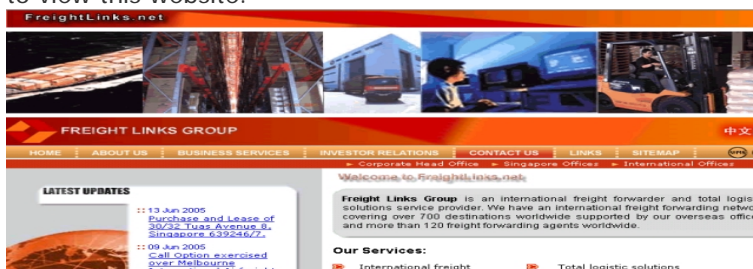 to view this website.
FreightLinks.net
FREIGHT LINKS GROUP
中文
HOME ABOUT US BUSINESS SERVICES INVESTOR RELATIONS CONTACT US LINKS SITEMAP
Corporate Head Office Singapore Offices International Offices
Welcome to FreightLinks.net
LATEST UPDATES
Freight Links Group is an international freight forwarder and total logis
solutions service provider. We have an international freight forwarding netwo
covering over 700 destinations worldwide supported by our overseas office
and more than 120 freight forwarding agents worldwide.
:: 13 Jun 2005
Purchase and Lease of
30/32 Tuas Avenue 8,
Singapore 639246/7.
:: 09 Jun 2005
Call Option exercised
over Melbourne
Our Services:
International freight
Total logistic solutions